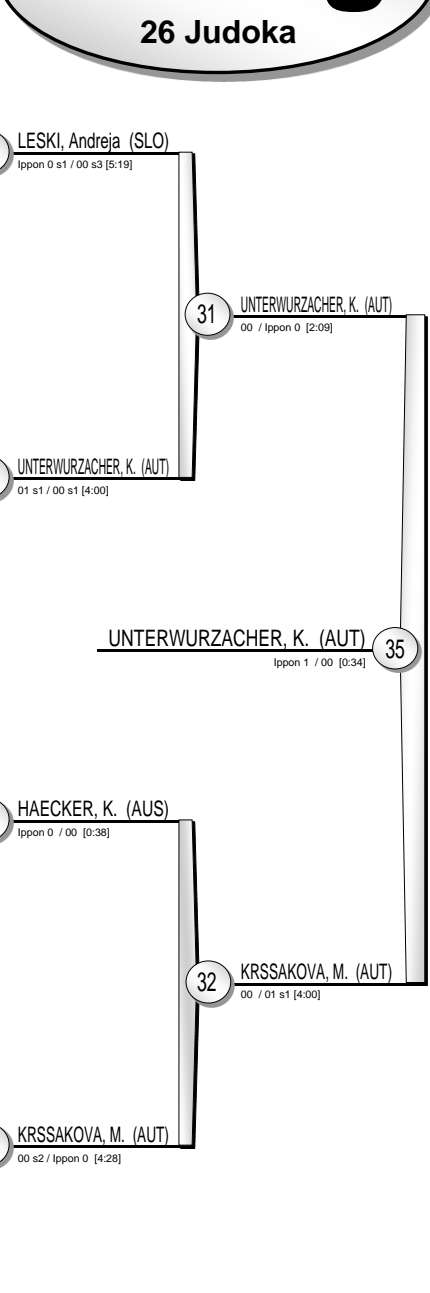 26 Judoka
LESKI, Andreja (SLO)
Ippon 0 s1 / 00 s3 [5:19]
31
UNTERWURZACHER, K. (AUT)
00 / Ippon 0 [2:09]
UNTERWURZACHER, K. (AUT)
01 s1 / 00 s1 [4:00]
UNTERWURZACHER, K. (AUT)
35
Ippon 1 / 00 [0:34]
HAECKER, K. (AUS)
Ippon 0 / 00 [0:38]
32
KRSSAKOVA, M. (AUT)
00 / 01 s1 [4:00]
KRSSAKOVA, M. (AUT)
00 s2 / Ippon 0 [4:28]